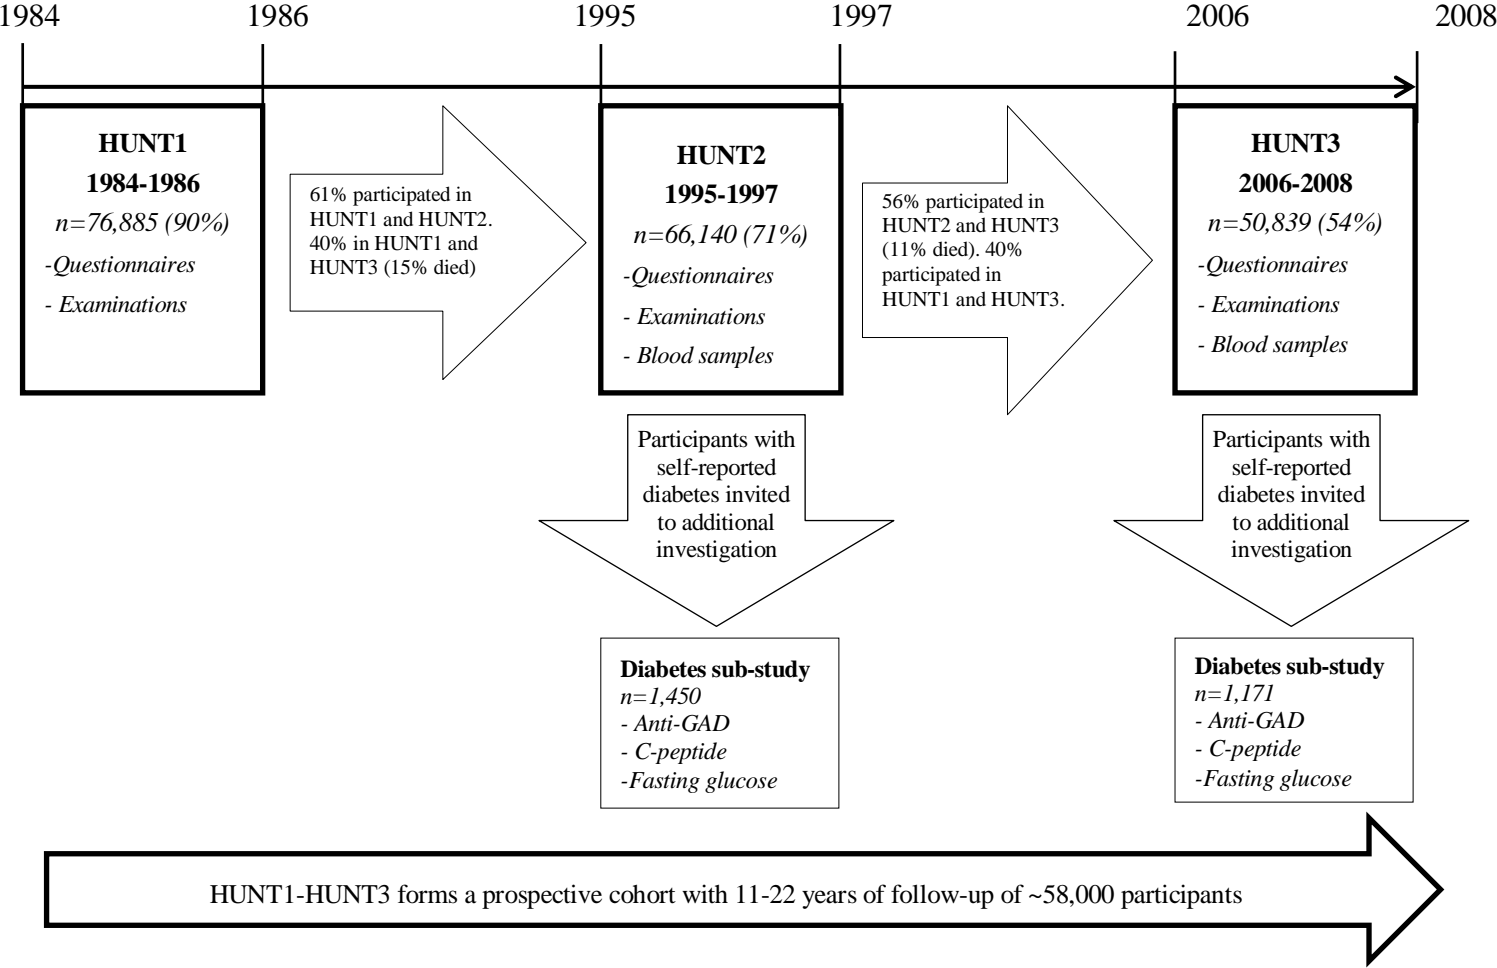 1984
1986
1995
1997
2006
2008
HUNT1
1984-1986
n=76,885 (90%)
-Questionnaires
- Examinations
61% participated in
HUNT1 and HUNT2.
40% in HUNT1 and
HUNT3 (15% died)
HUNT2
1995-1997
n=66,140 (71%)
-Questionnaires
- Examinations
- Blood samples
56% participated in
HUNT2 and HUNT3
(11% died). 40%
participated in
HUNT1 and HUNT3.
HUNT3
2006-2008
n=50,839 (54%)
-Questionnaires
- Examinations
- Blood samples
Participants with
self-reported
diabetes invited
to additional
investigation
Participants with
self-reported
diabetes invited
to additional
investigation
Diabetes sub-study
n=1,450
- Anti-GAD
- C-peptide
-Fasting glucose
Diabetes sub-study
n=1,171
- Anti-GAD
- C-peptide
-Fasting glucose
HUNT1-HUNT3 forms a prospective cohort with 11-22 years of follow-up of ~58,000 participants